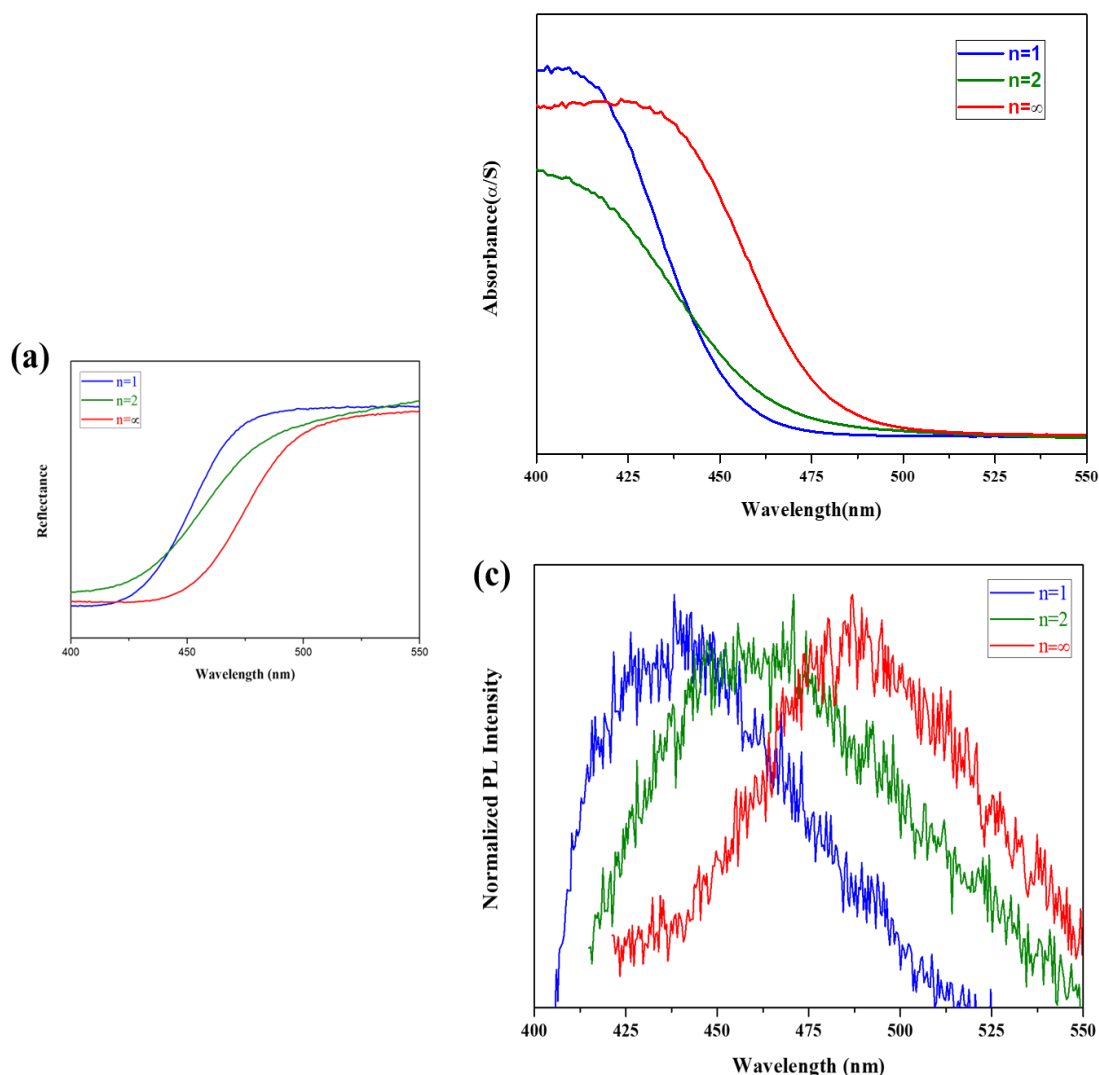 n=1
n=2
n=∞
Absorbance(α/S)
400 425 450 475 500 525 550
Wavelength(nm)
(a)
n=1
n=2
n=∞
Reflectance
400 450 500 550
Wavelength (nm)
(c)
n=1
n=2
n=∞
Normalized PL Intensity
400 425 450 475 500 525 550
Wavelength (nm)